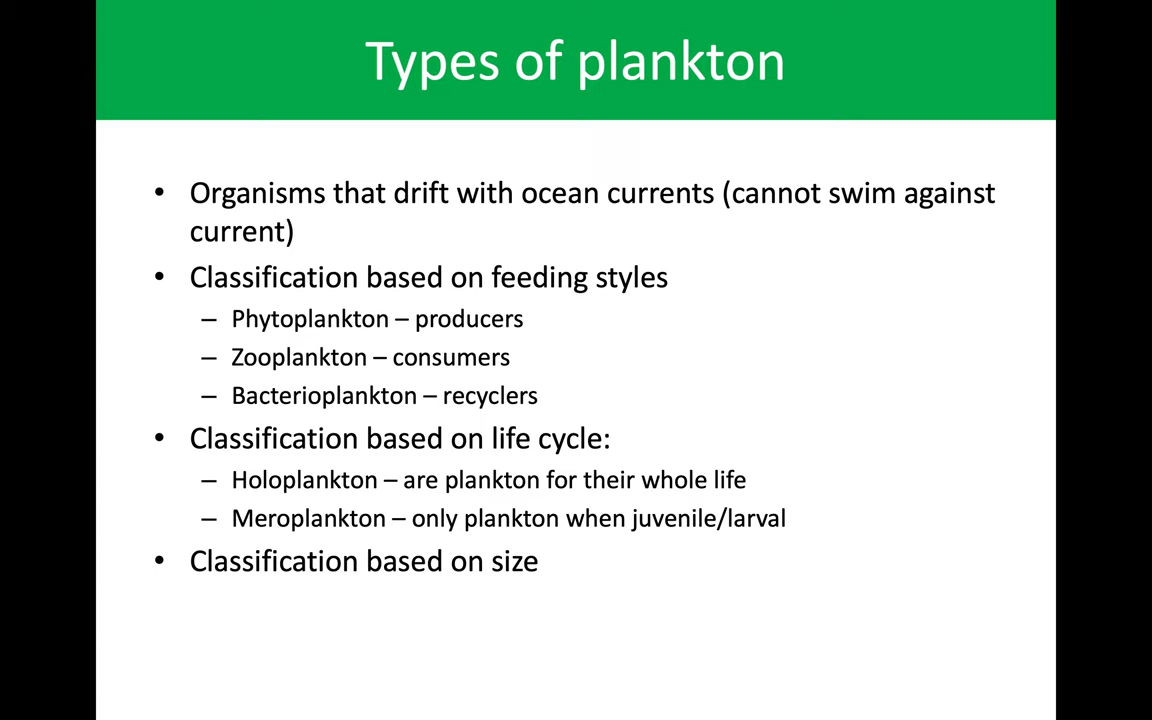 Types of plankton
• Organisms that drift with ocean currents (cannot swim against
current)
• Classification based on feeding styles
– Phytoplankton – producers
– Zooplankton – consumers
– Bacterioplankton – recyclers
• Classification based on life cycle:
– Holoplankton – are plankton for their whole life
– Meroplankton – only plankton when juvenile/larval
• Classification based on size